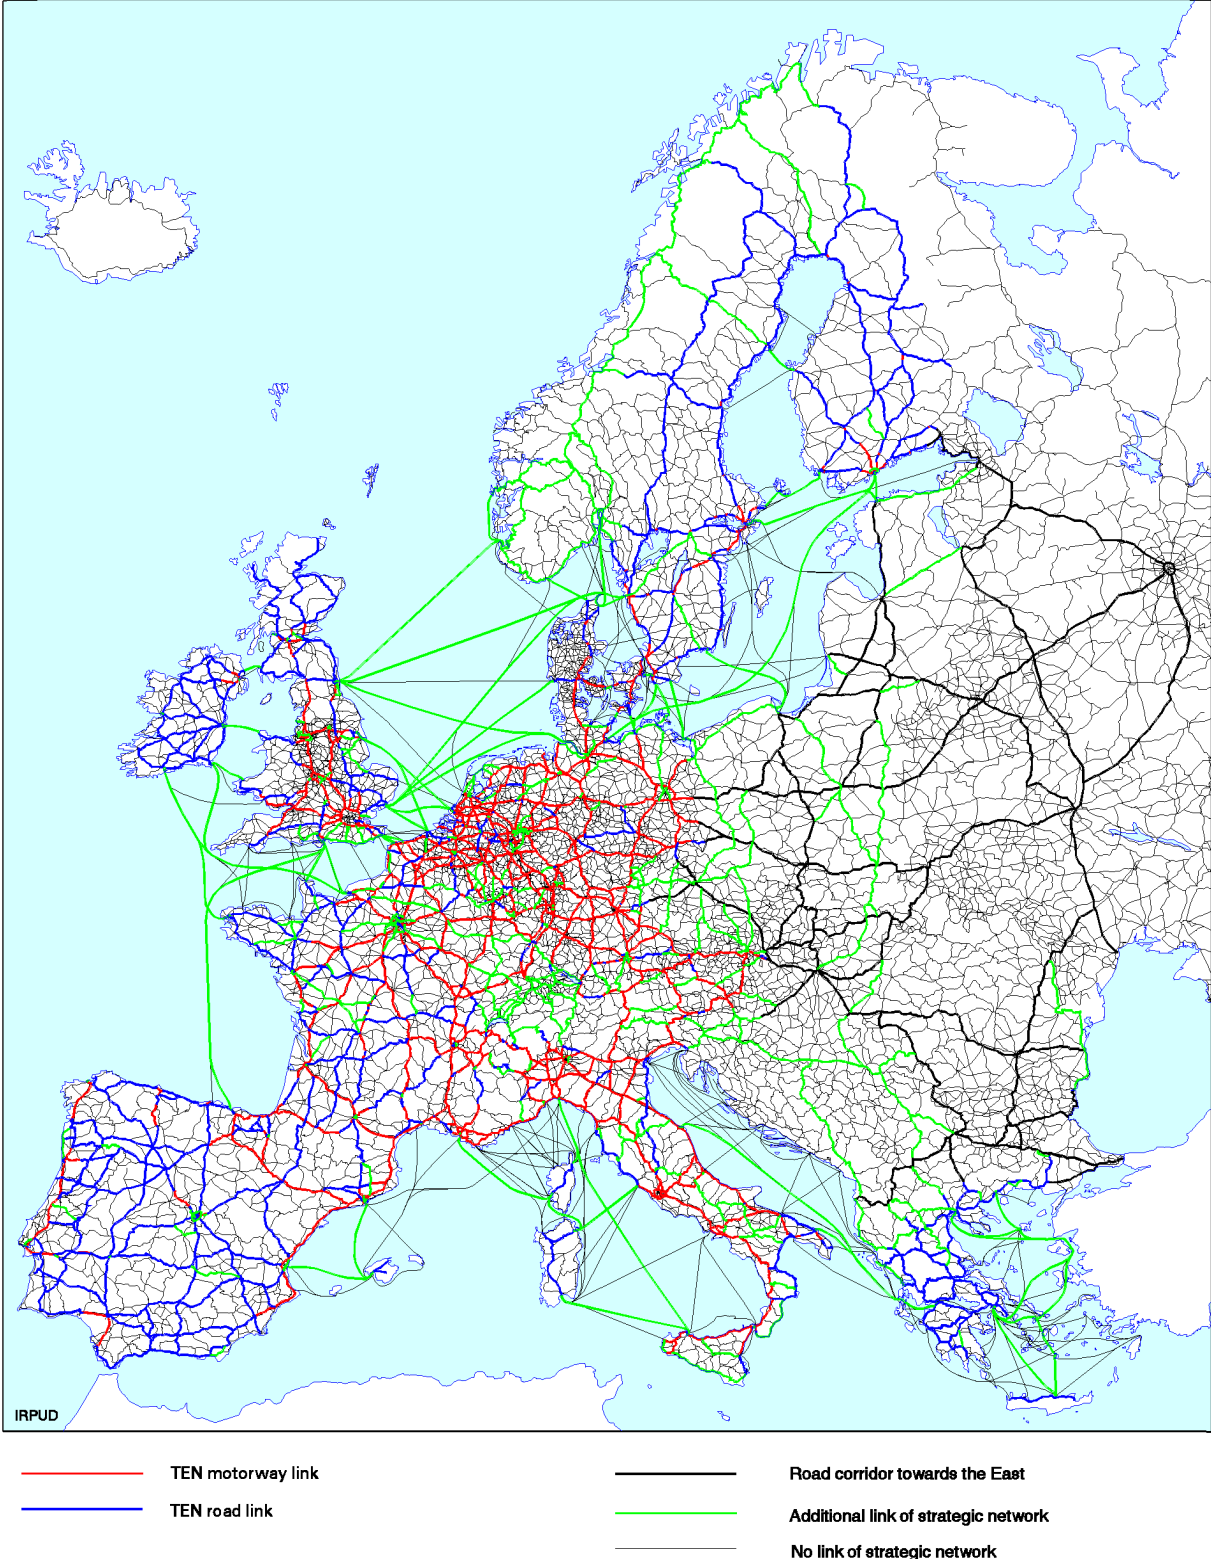 IRPUD
TEN motorway link
TEN road link
Road corridor towards the East
Additional link of strategic network
No link of strategic network